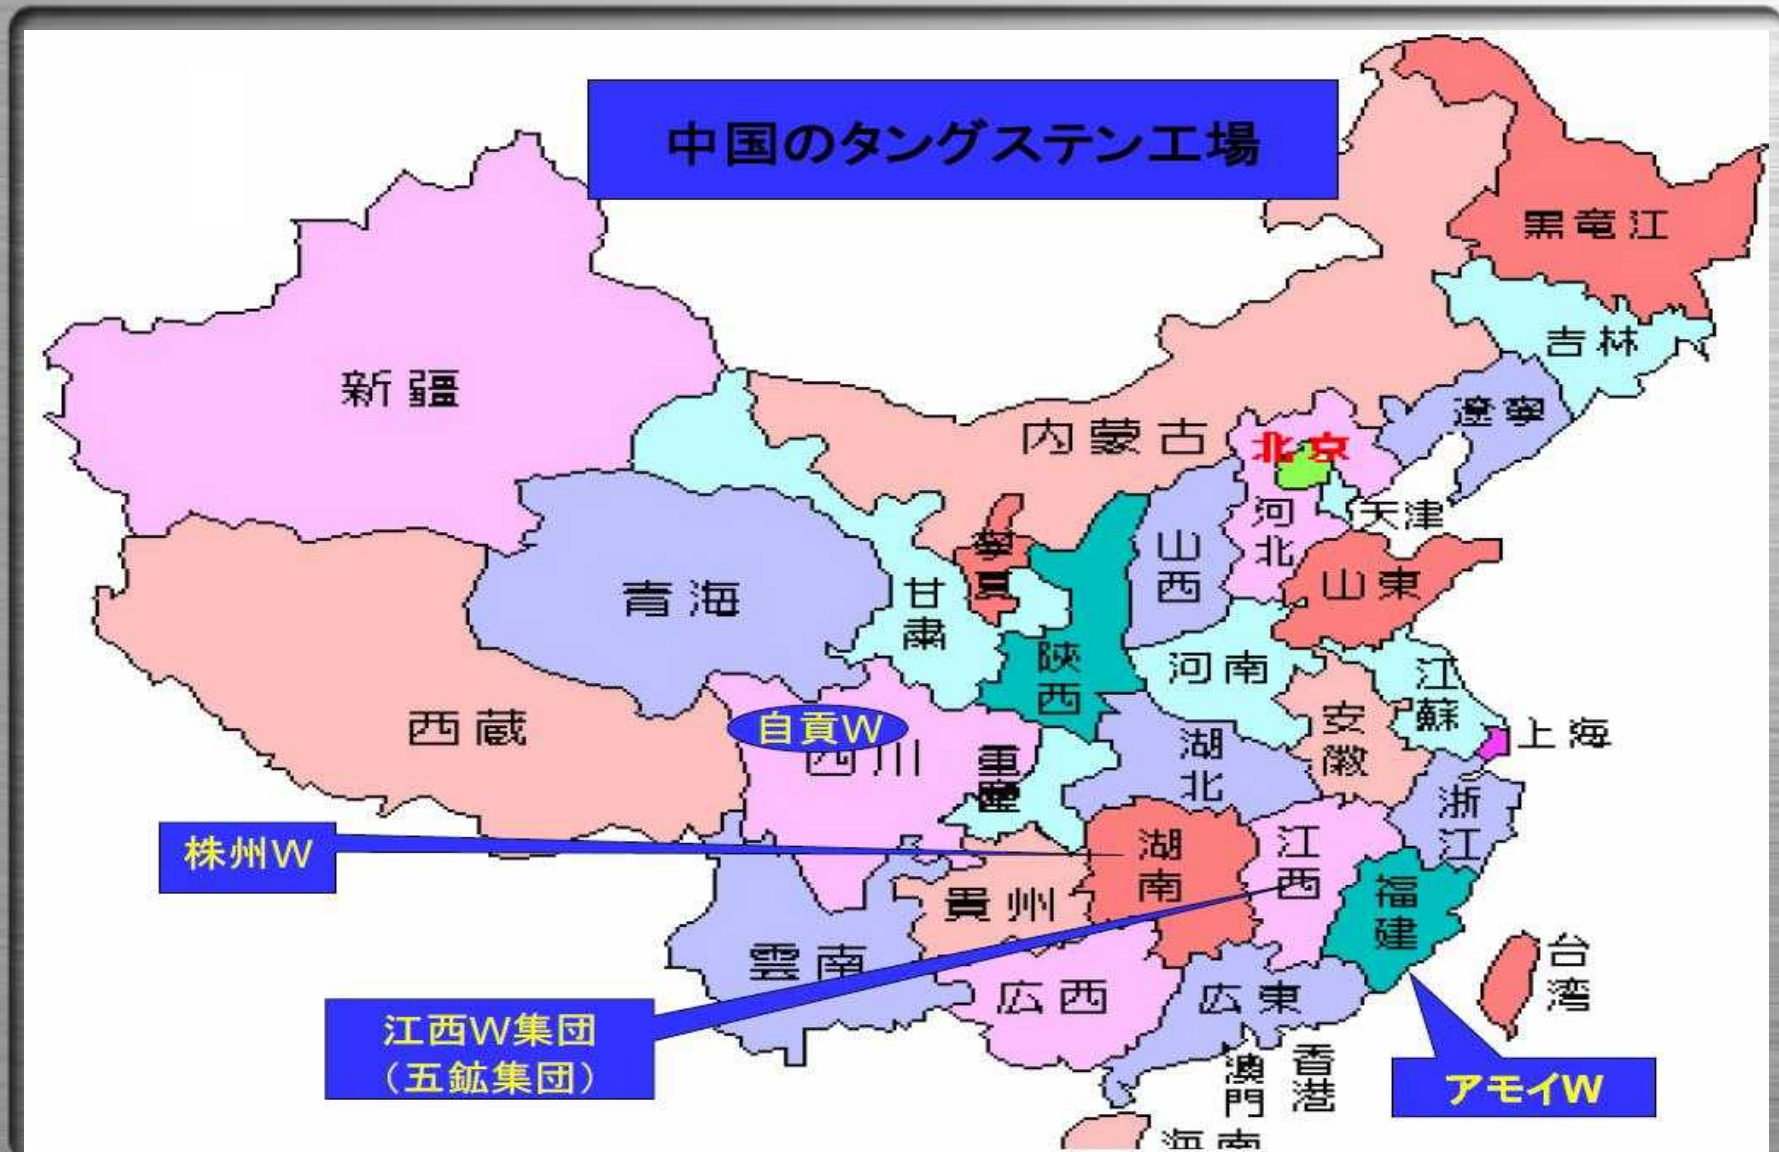 中国のタングステン工場
黒竜江
吉林
遼寧
新疆
内蒙古
北京
天津
河北
山西
山東
寧夏
青海
甘粛
陝西
河南
江蘇
安徽
上海
西蔵
自貢W
四川
重慶
湖北
浙江
株州W
湖南
江西
福建
貴州
雲南
広西
広東
台湾
江西W集団
(五鉱集団)
香港
澳門
アモイW
海南